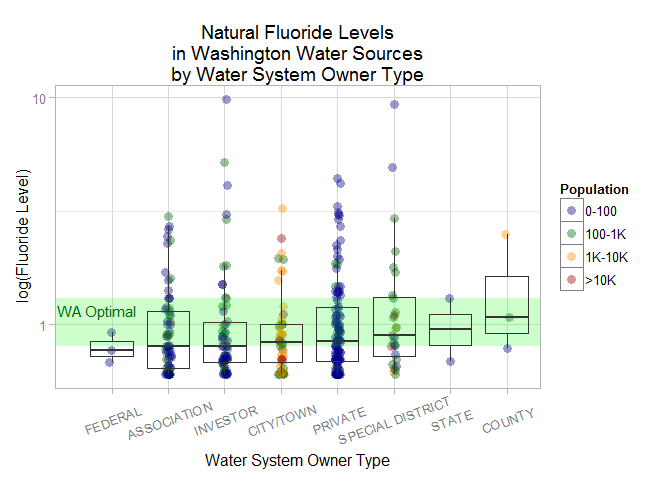 Natural Fluoride Levels
in Washington Water Sources
by Water System Owner Type
10
1
log(Fluoride Level)
WA Optimal
FEDERAL
ASSOCIATION
INVESTOR
CITY/TOWN
PRIVATE
SPECIAL DISTRICT
STATE
COUNTY
Water System Owner Type
Population
0-100
100-1K
1K-10K
>10K